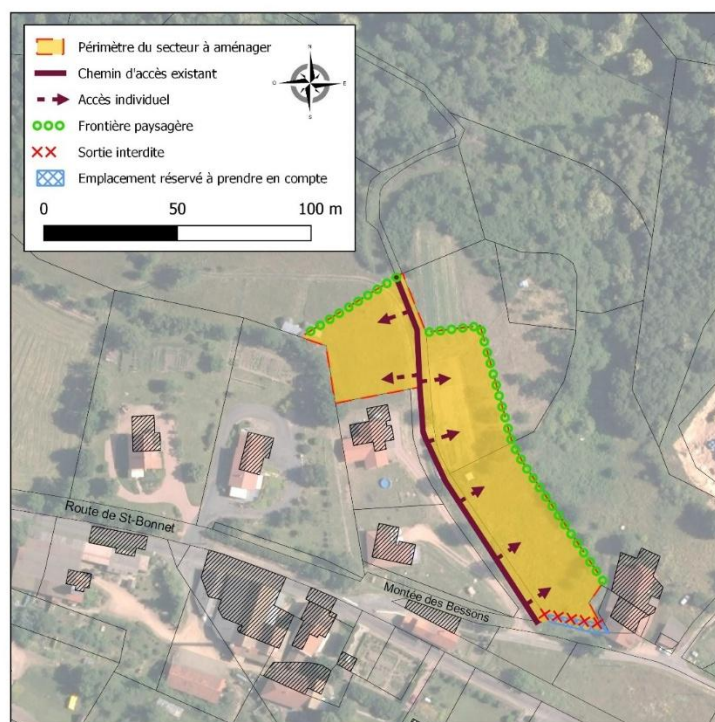 Périmètre du secteur à aménager
Chemin d'accès existant
Accès individuel
Frontière paysagère
Sortie interdite
Emplacement réservé à prendre en compte
N
O
E
S
0 50 100 m
Route de St-Bonnet
Montée des Bessons